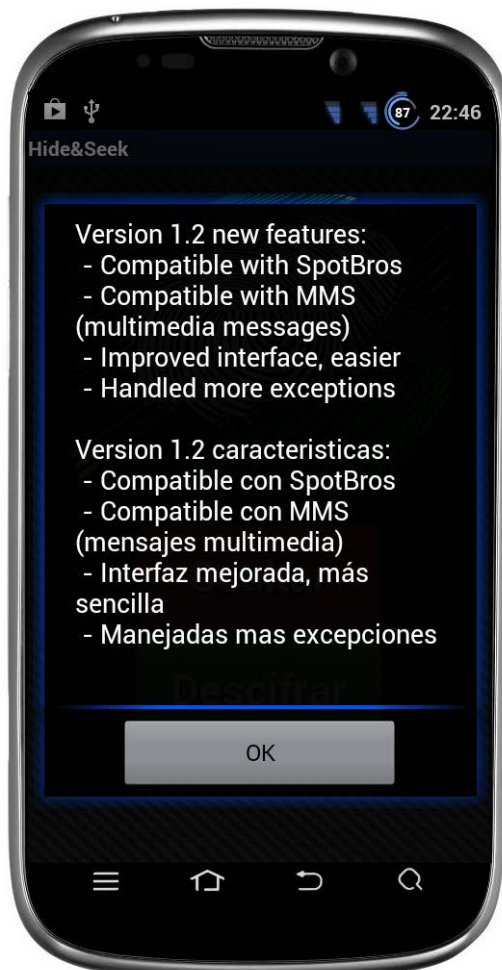 87 22:46
Hide&Seek
Version 1.2 new features:
- Compatible with SpotBros
- Compatible with MMS
(multimedia messages)
- Improved interface, easier
- Handled more exceptions
Version 1.2 caracteristicas:
- Compatible con SpotBros
- Compatible con MMS
(mensajes multimedia)
- Interfaz mejorada, más
sencilla
- Manejadas mas excepciones
Descifrar
OK